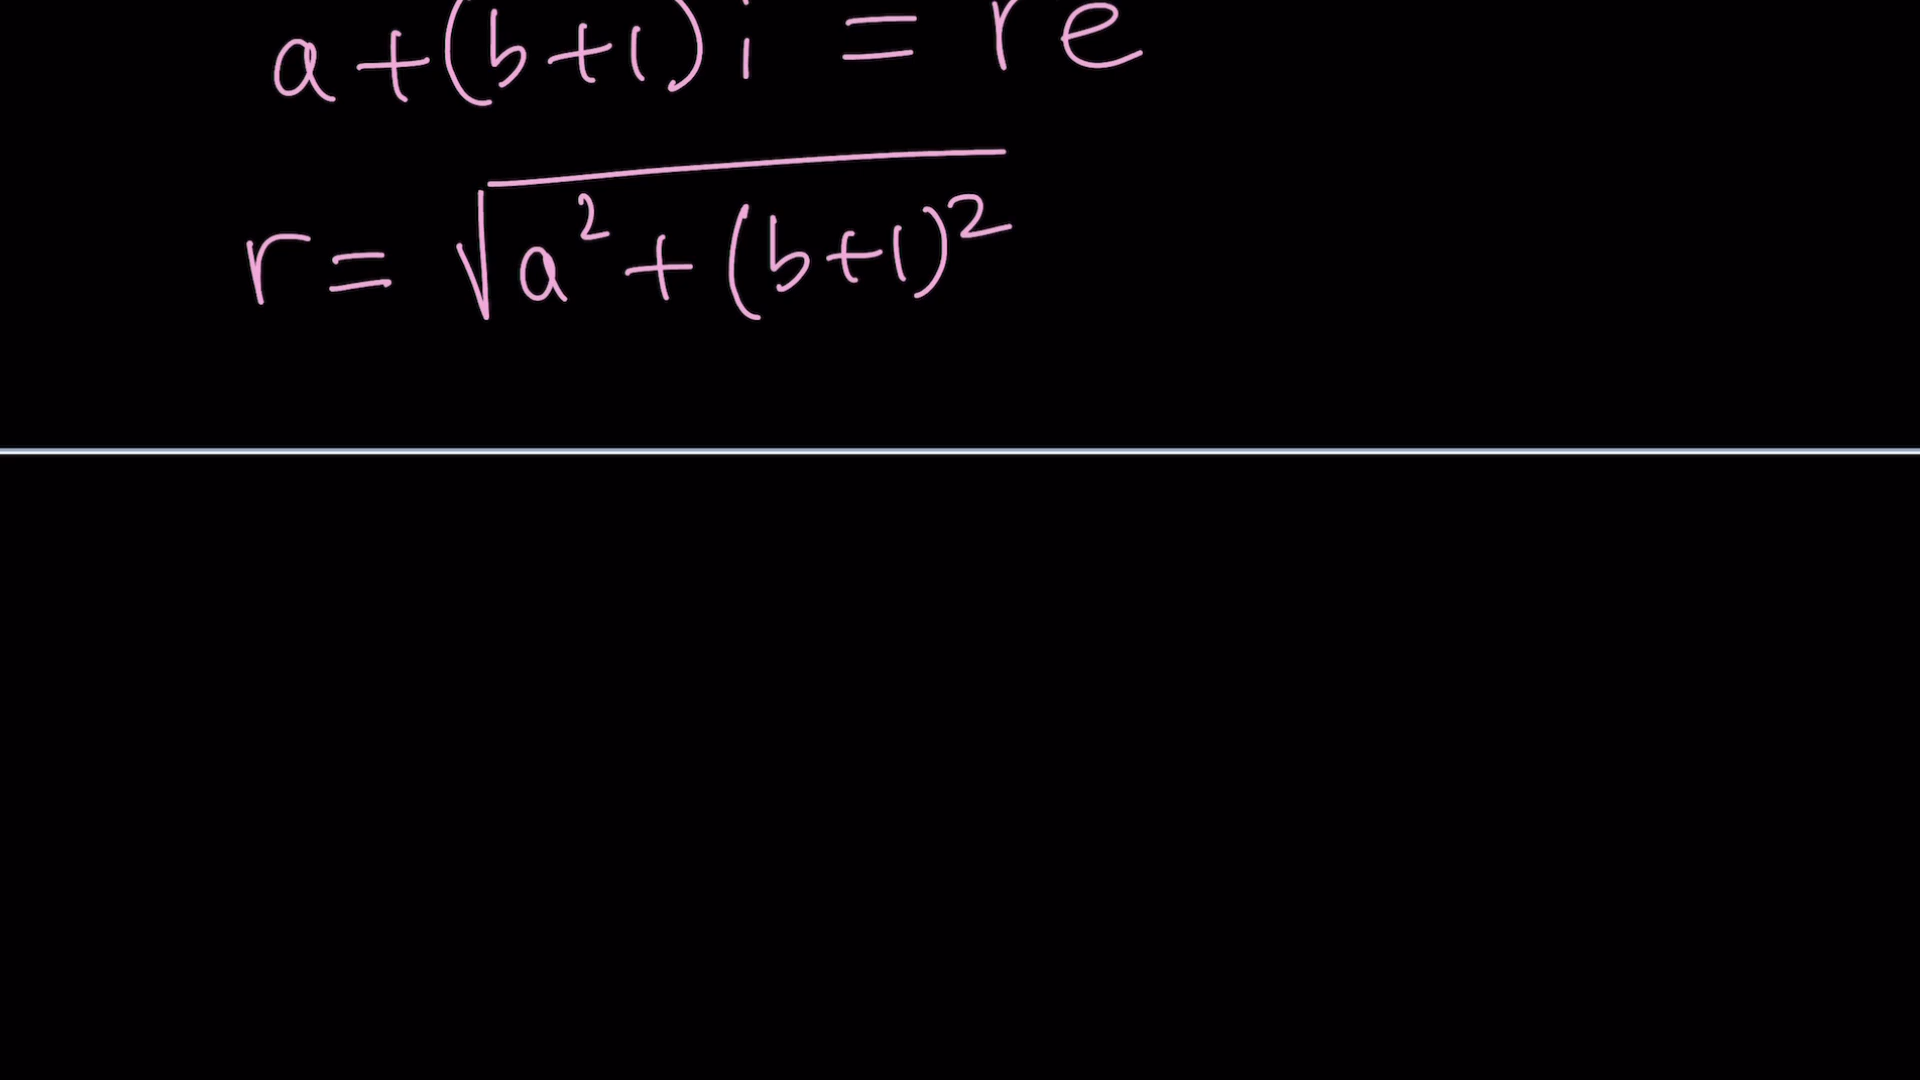 a+(b+1)i = re
r= √a²+(b+1)²